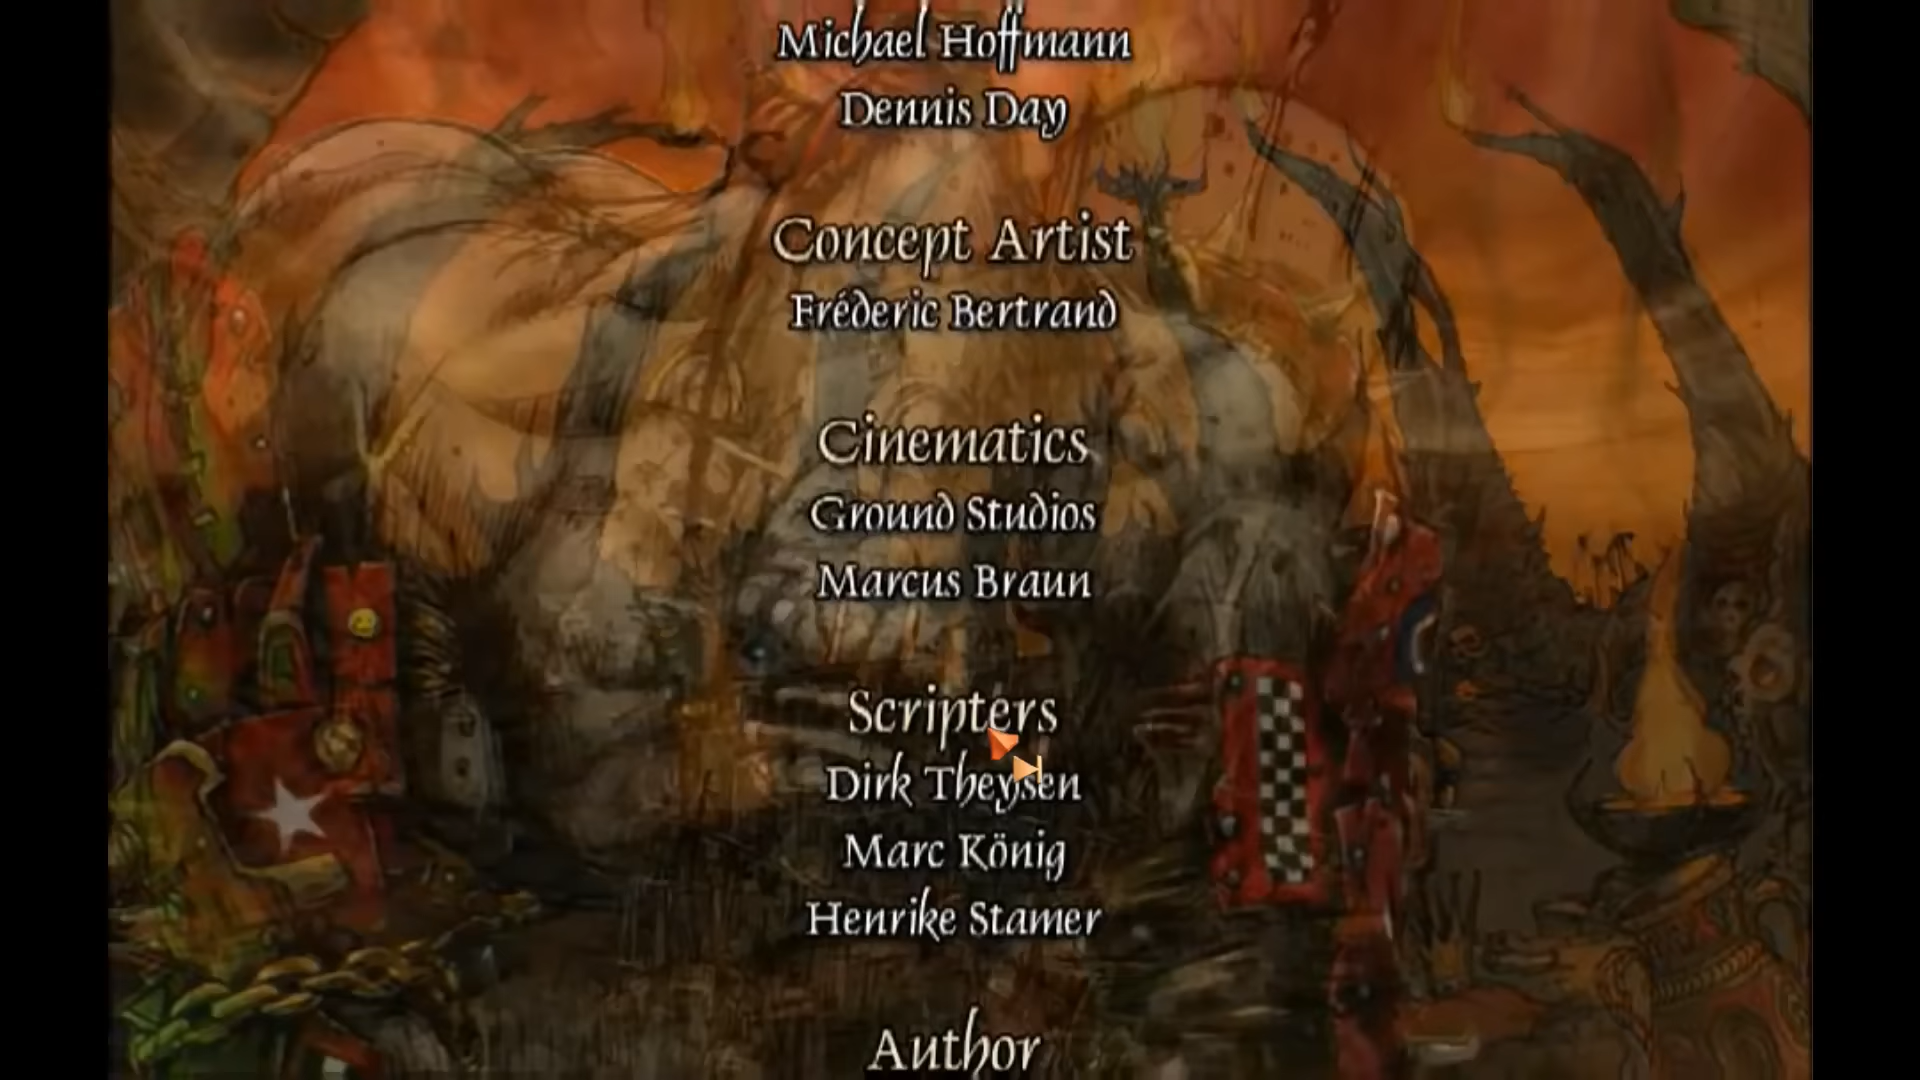 Michael Hoffmann
Dennis Day
Concept Artist
Fréderic Bertrand
Cinematics
Ground Studios
Marcus Braun
Scripters
Dirk Theysen
Marc König
Henrike Stamer
Author